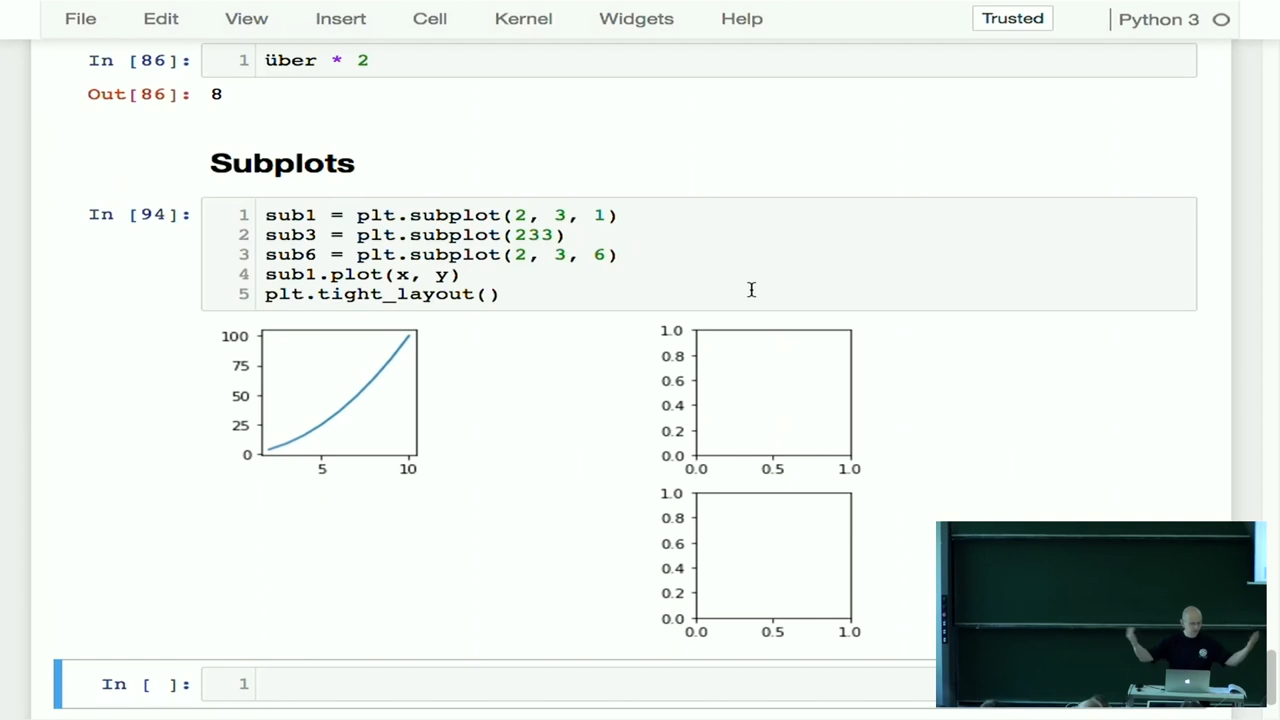 File Edit View Insert Cell Kernel Widgets Help Trusted Python 3
In [86]: 1 über * 2
Out[86]: 8
Subplots
In [94]: 1 sub1 = plt.subplot(2, 3, 1)
2 sub3 = plt.subplot(233)
3 sub6 = plt.subplot(2, 3, 6)
4 sub1.plot(x, y)
5 plt.tight_layout()
100 1.0
75 0.8
50 0.6
25 0.4
0 0.2
0.0
5 10 0.0 0.5 1.0
1.0
0.8
0.6
0.4
0.2
0.0
0.0 0.5 1.0
In [ ]: 1